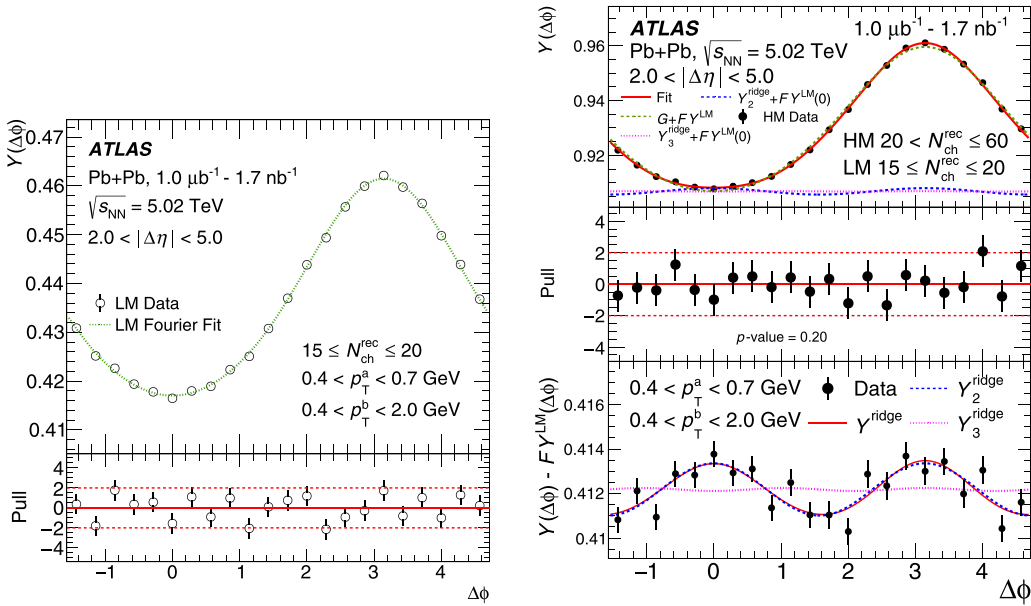 Y(Δϕ)
0.47
0.46
0.45
0.44
0.43
0.42
0.41
ATLAS
Pb+Pb, 1.0 μb⁻¹ - 1.7 nb⁻¹
√s_NN = 5.02 TeV
2.0 < |Δη| < 5.0
LM Data
LM Fourier Fit
15 ≤ N_ch^rec ≤ 20
0.4 < p_T^a < 0.7 GeV
0.4 < p_T^b < 2.0 GeV
Pull
4
2
0
−2
−4
−1 0 1 2 3 4
Δϕ
Y(Δϕ)
0.96
0.94
0.92
ATLAS 1.0 μb⁻¹ - 1.7 nb⁻¹
Pb+Pb, √s_NN = 5.02 TeV
2.0 < |Δη| < 5.0
Fit
Y_2^ridge+FY^LM(0)
G+FY^LM
HM Data
Y_3^ridge+FY^LM(0)
HM 20 < N_ch^rec ≤ 60
LM 15 ≤ N_ch^rec ≤ 20
Pull
4
2
0
−2
−4
p-value = 0.20
Y(Δϕ) - FY^LM(Δϕ)
0.416
0.414
0.412
0.41
0.4 < p_T^a < 0.7 GeV
0.4 < p_T^b < 2.0 GeV
Data
Y_2^ridge
Y^ridge
Y_3^ridge
−1 0 1 2 3 4
Δϕ